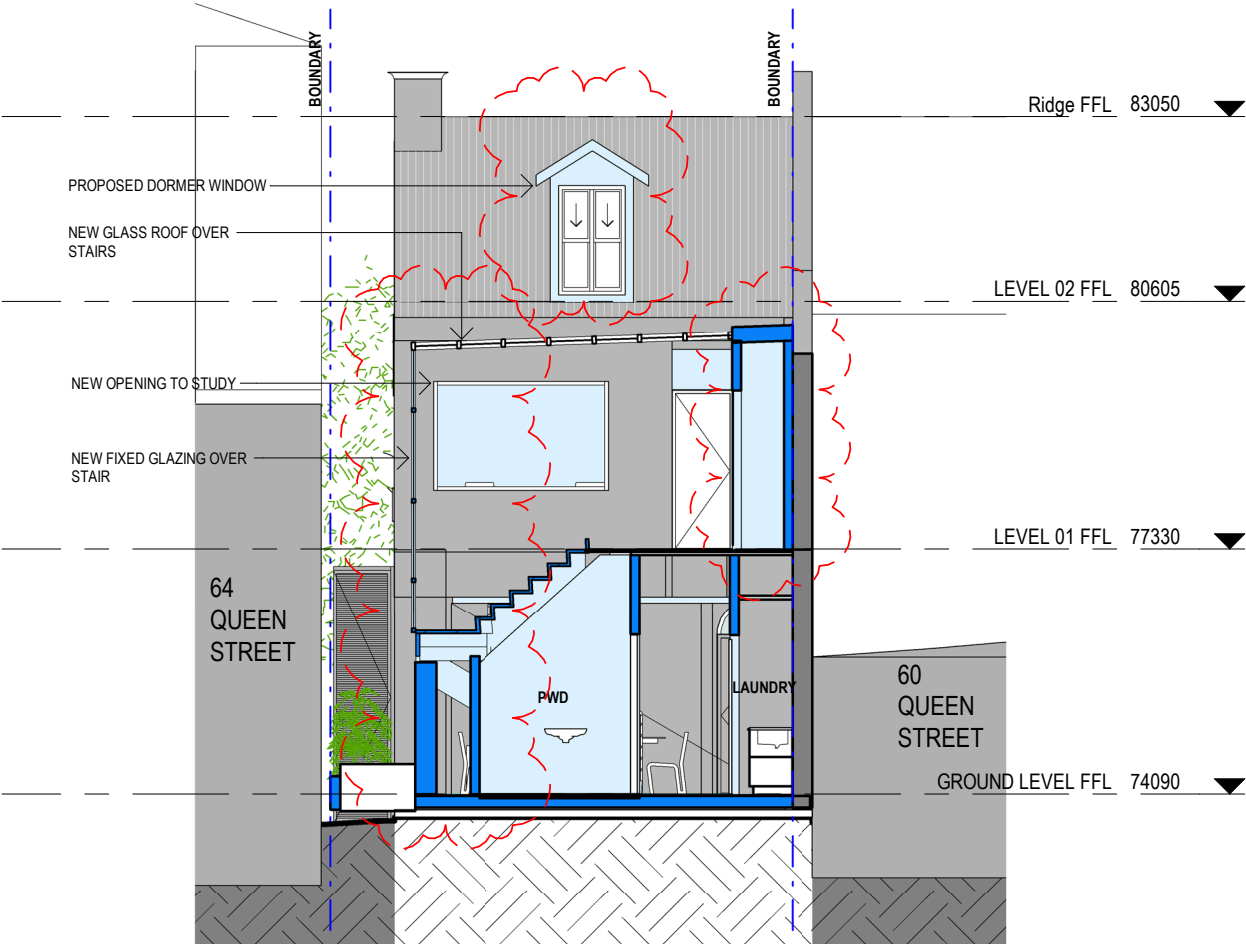 BOUNDARY
BOUNDARY
Ridge FFL 83050
PROPOSED DORMER WINDOW
NEW GLASS ROOF OVER
STAIRS
LEVEL 02 FFL 80605
NEW OPENING TO STUDY
NEW FIXED GLAZING OVER
STAIR
LEVEL 01 FFL 77330
64
QUEEN
STREET
PWD
LAUNDRY
60
QUEEN
STREET
GROUND LEVEL FFL 74090